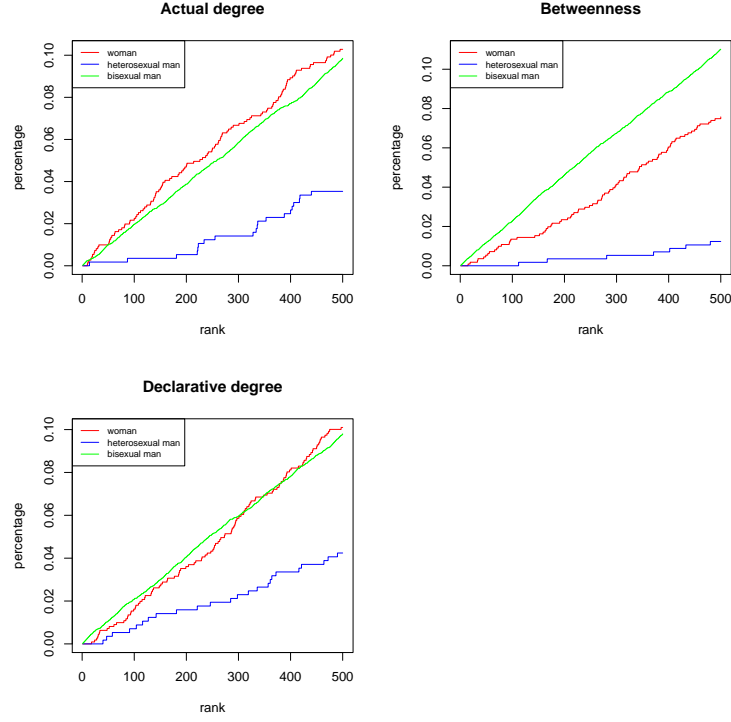 Actual degree
woman
heterosexual man
bisexual man
percentage
0.00 0.02 0.04 0.06 0.08 0.10
0 100 200 300 400 500
rank
Betweenness
woman
heterosexual man
bisexual man
percentage
0.00 0.02 0.04 0.06 0.08 0.10
0 100 200 300 400 500
rank
Declarative degree
woman
heterosexual man
bisexual man
percentage
0.00 0.02 0.04 0.06 0.08 0.10
0 100 200 300 400 500
rank